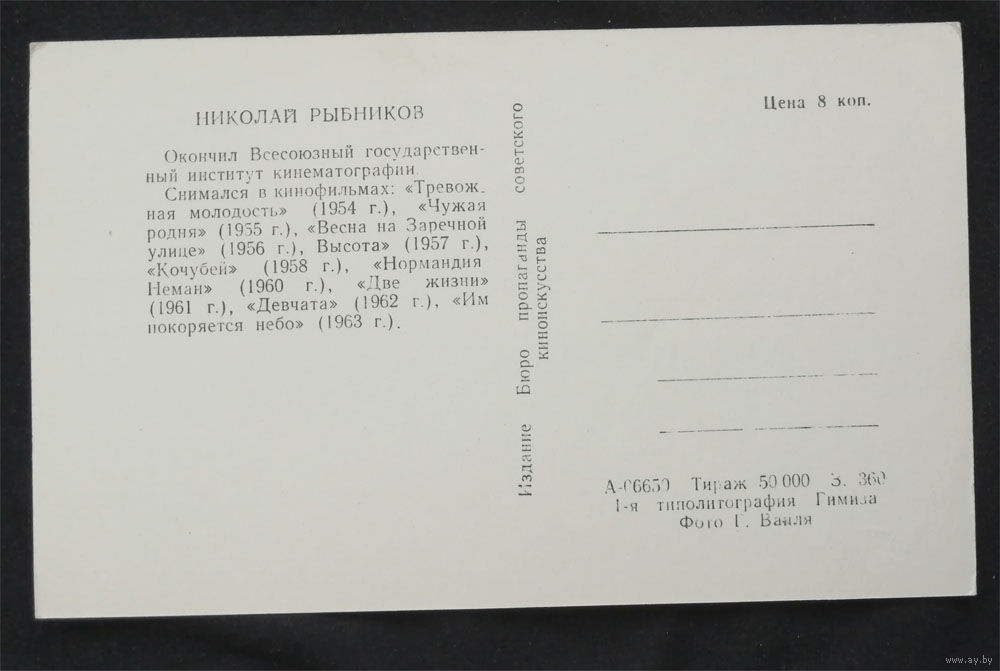 НИКОЛАЙ РЫБНИКОВ
Окончил Всесоюзный государствен-
ный институт кинематографии.
Снимался в кинофильмах: «Тревож-
ная молодость» (1954 г.), «Чужая
родня» (1955 г.), «Весна на Заречной
улице» (1956 г.), Высота» (1957 г.),
«Кочубей» (1958 г.), «Нормандия
Неман» (1960 г.), «Две жизни»
(1961 г.), «Девчата» (1962 г.), «Им
покоряется небо» (1963 г.).
Издание Бюро пропаганды советского
киноискусства
Цена 8 коп.
А-06650 Тираж 50 000 З. 360
1-я типолитография Гимиза
Фото Г. Вайля
www.ay.by